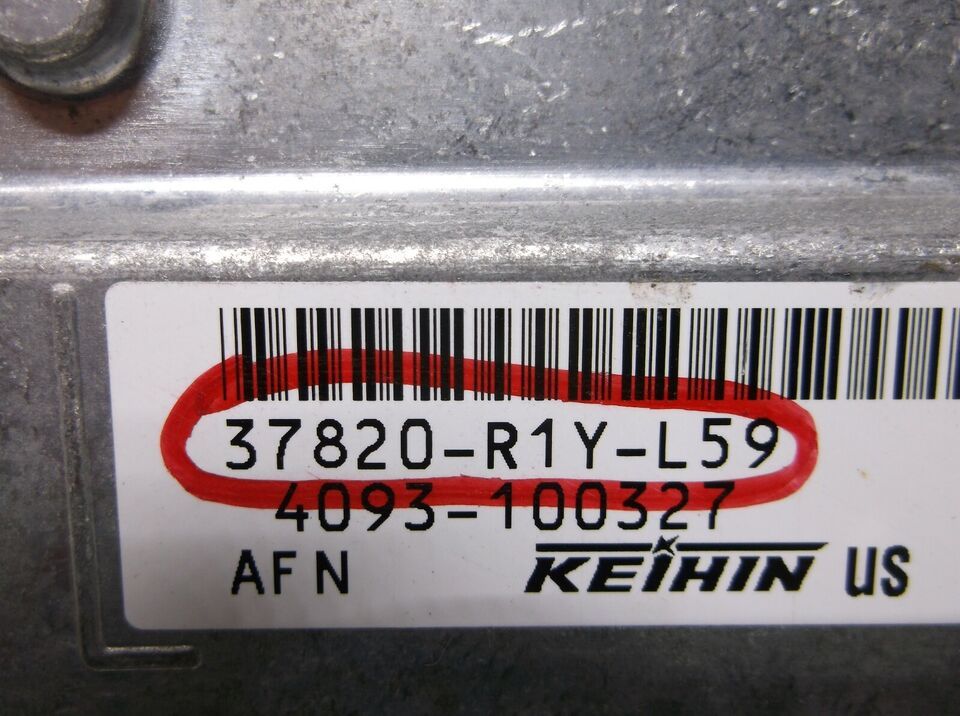 37820-R1Y-L59
4093-100327
AFN KEIHIN US